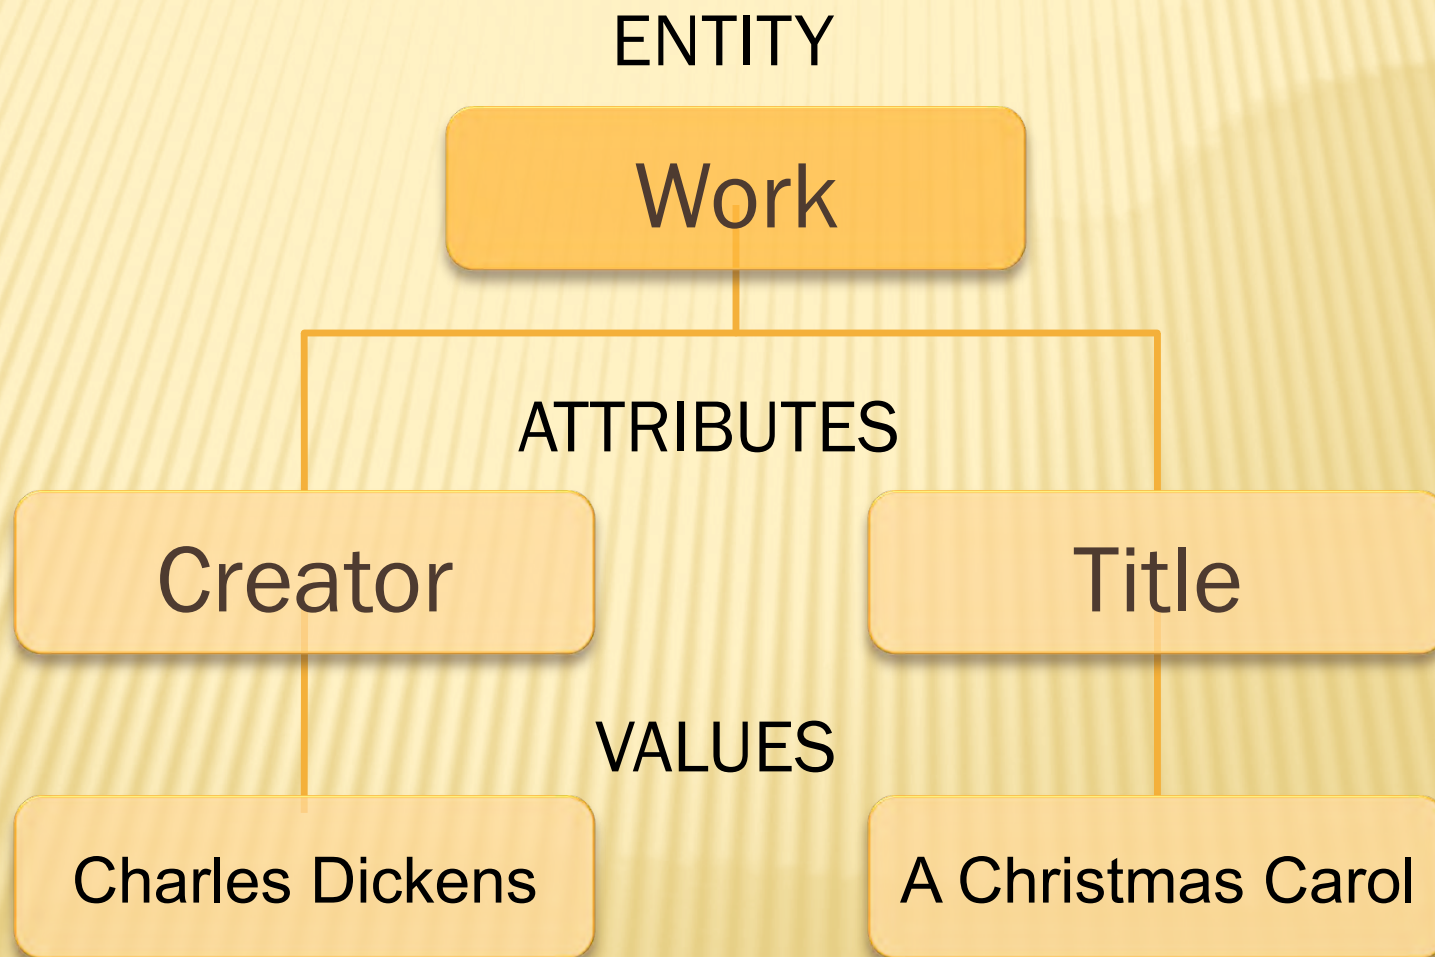 ENTITY
Work
ATTRIBUTES
Creator
Title
VALUES
Charles Dickens
A Christmas Carol